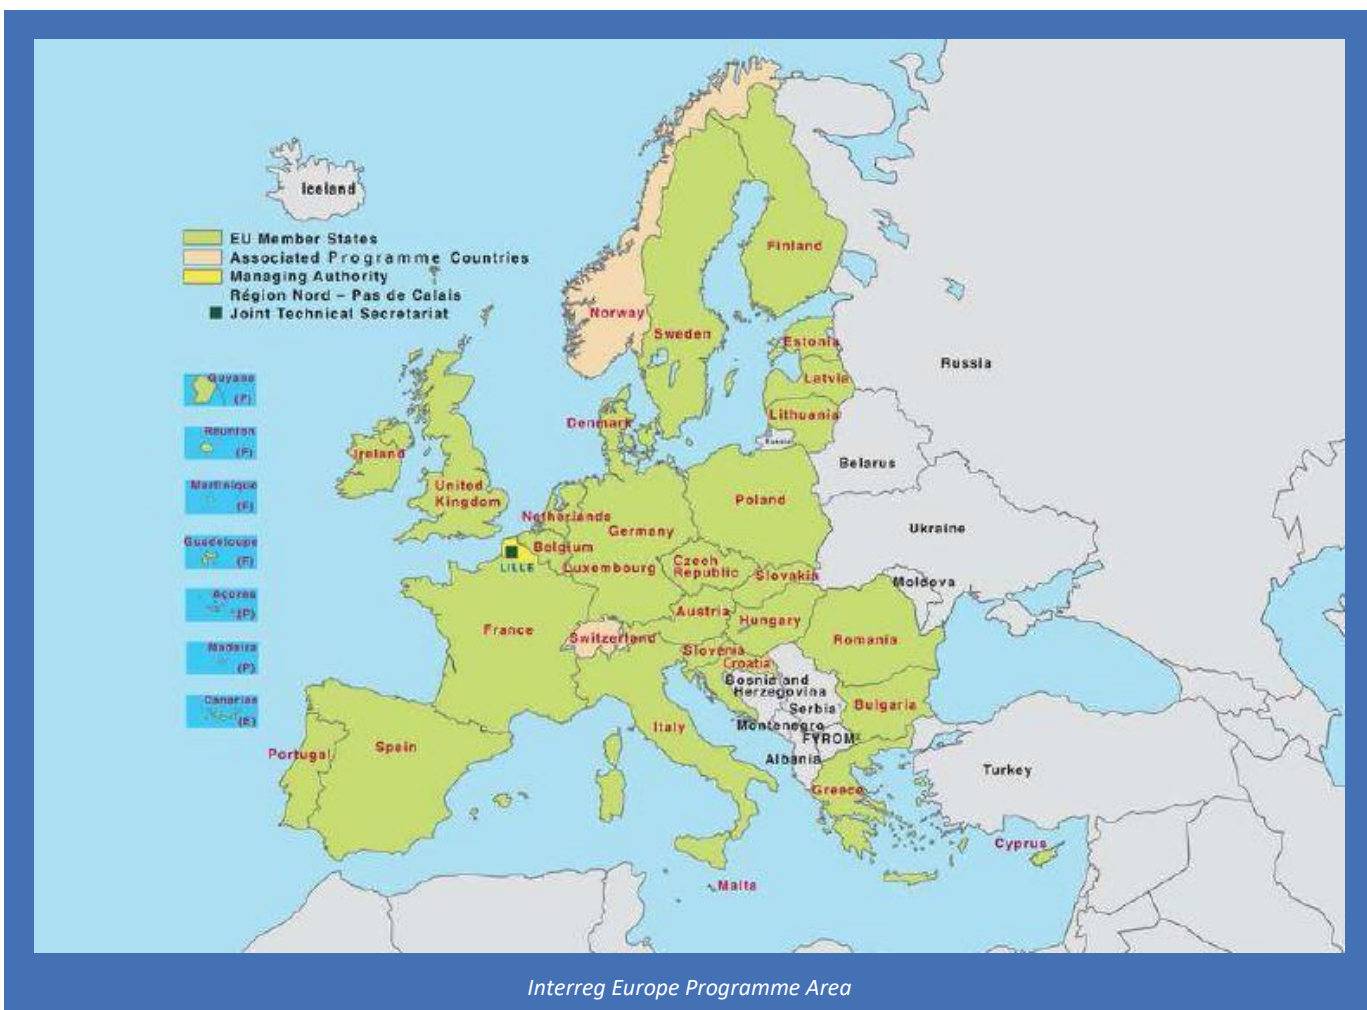 Iceland
EU Member States
Associated Programme Countries
Managing Authority
Région Nord – Pas de Calais
Joint Technical Secretariat
Finland
Norway
Sweden
Estonia
Russia
Latvia
Lithuania
Russia
Denmark
Guyane
(F)
Réunion
(F)
Martinique
(F)
Guadeloupe
(F)
Açores
(P)
Madeira
(P)
Canarias
(E)
Ireland
United
Kingdom
Belarus
Poland
Netherlands
Germany
Ukraine
Belgium
LILLE
Luxembourg
Czech
Republic
Slovakia
Moldova
Austria
Hungary
France
Switzerland
Romania
Slovenia
Croatia
Bosnia and
Herzegovina
Serbia
Bulgaria
Montenegro
FYROM
Italy
Portugal
Spain
Albania
Turkey
Greece
Cyprus
Malta
Interreg Europe Programme Area